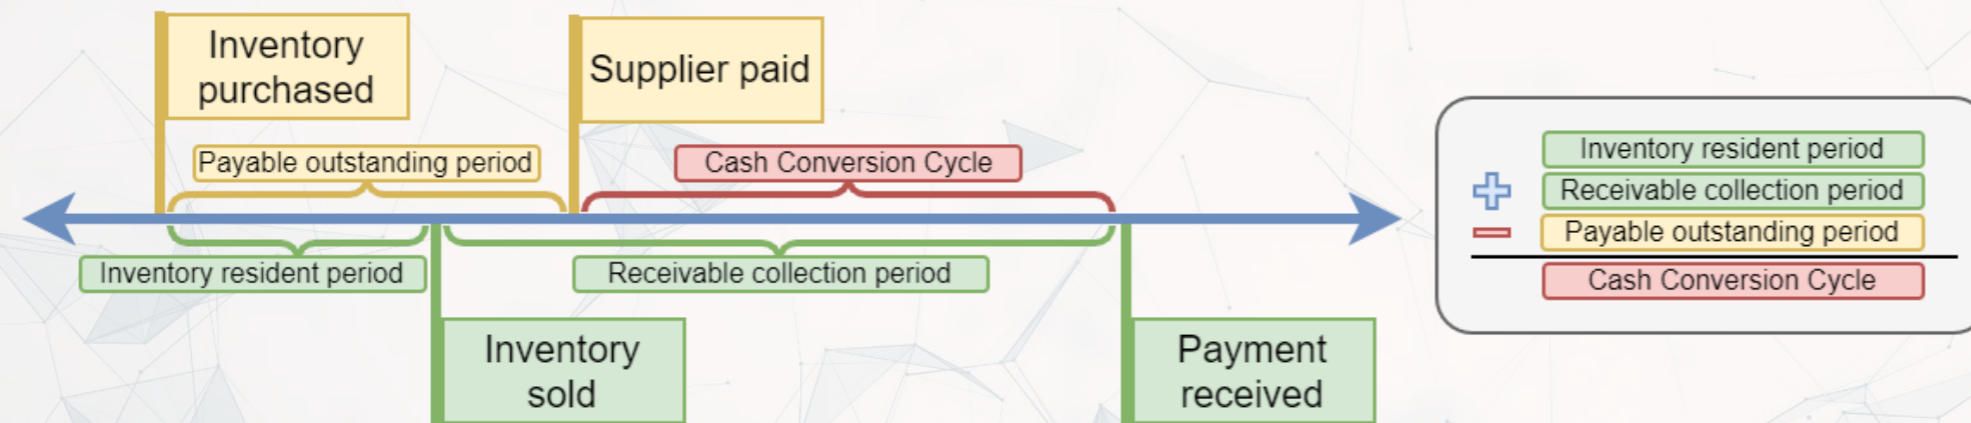 Inventory
purchased
Supplier paid
Payable outstanding period
Cash Conversion Cycle
Inventory resident period
Receivable collection period
Inventory
sold
Payment
received
Inventory resident period
Receivable collection period
Payable outstanding period
Cash Conversion Cycle